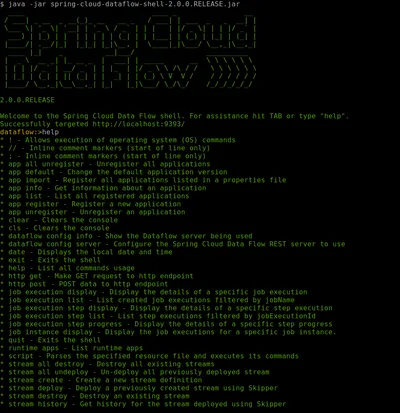 $ java -jar spring-cloud-dataflow-shell-2.0.0.RELEASE.jar
Spring Cloud
Data Flow
2.0.0.RELEASE
Welcome to the Spring Cloud Data Flow shell. For assistance hit TAB or type "help".
Successfully targeted http://localhost:9393/
dataflow:>help
* ! - Allows execution of operating system (OS) commands
* // - Inline comment markers (start of line only)
* ; - Inline comment markers (start of line only)
* app all unregister - Unregister all applications
* app default - Change the default application version
* app import - Register all applications listed in a properties file
* app info - Get information about an application
* app list - List all registered applications
* app register - Register a new application
* app unregister - Unregister an application
* clear - Clears the console
* cls - Clears the console
* dataflow config info - Show the Dataflow server being used
* dataflow config server - Configure the Spring Cloud Data Flow REST server to use
* date - Displays the local date and time
* exit - Exits the shell
* help - List all commands usage
* http get - Make GET request to http endpoint
* http post - POST data to http endpoint
* job execution display - Display the details of a specific job execution
* job execution list - List created job executions filtered by jobName
* job execution step display - Display the details of a specific step execution
* job execution step list - List step executions filtered by jobExecutionId
* job execution step progress - Display the details of a specific step progress
* job instance display - Display the job executions for a specific job instance.
* quit - Exits the shell
* runtime apps - List runtime apps
* script - Parses the specified resource file and executes its commands
* stream all destroy - Destroy all existing streams
* stream all undeploy - Un-deploy all previously deployed stream
* stream create - Create a new stream definition
* stream deploy - Deploy a previously created stream using Skipper
* stream destroy - Destroy an existing stream
* stream history - Get history for the stream deployed using Skipper